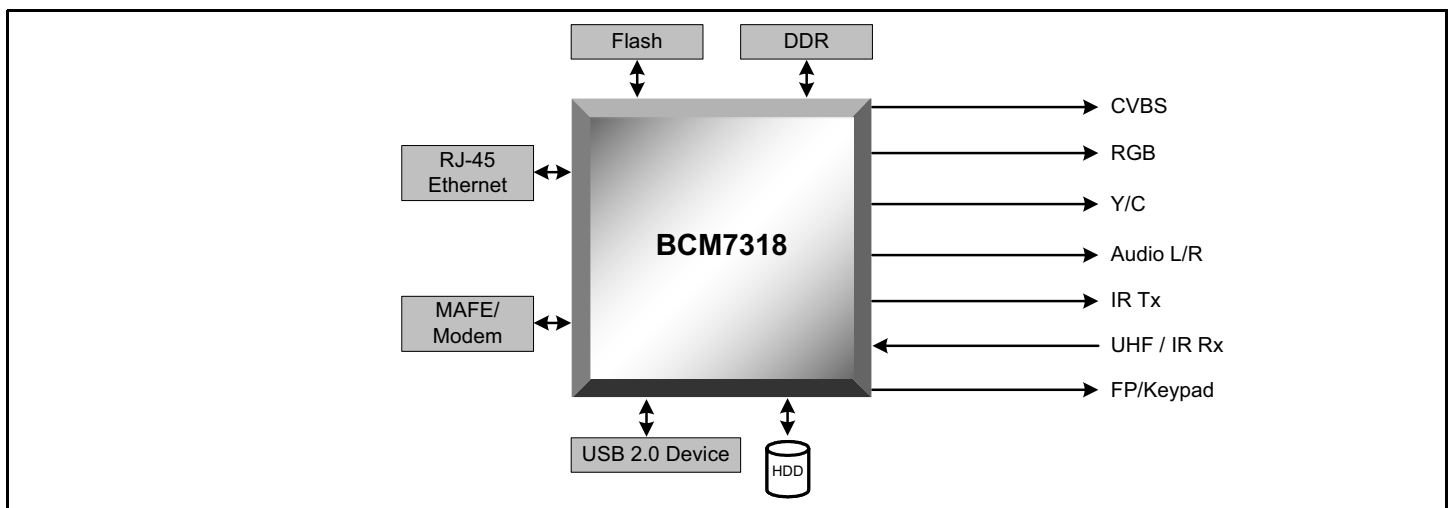 Flash
DDR
CVBS
RGB
RJ-45
Ethernet
Y/C
BCM7318
Audio L/R
IR Tx
MAFE/
Modem
UHF / IR Rx
FP/Keypad
USB 2.0 Device
HDD